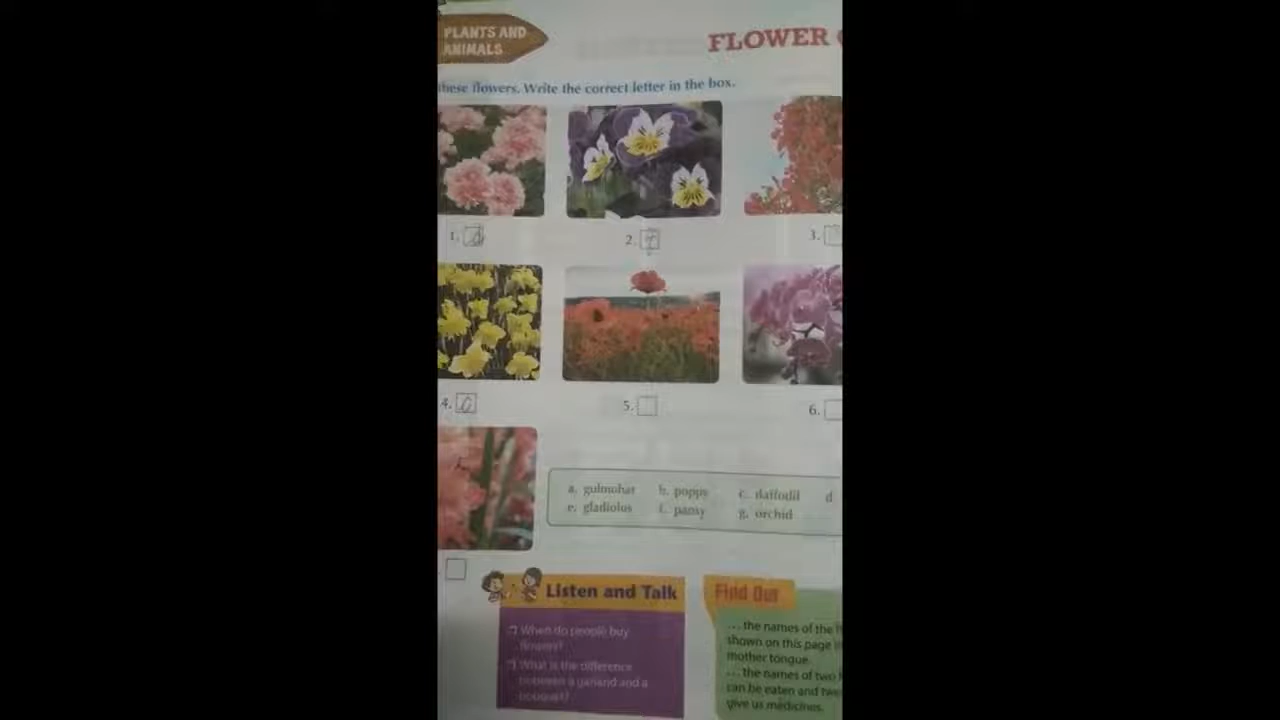 PLANTS AND
ANIMALS
FLOWER
these flowers. Write the correct letter in the box.
1.
2. f
3.
4.
5.
6.
a. gulmohar b. poppy c. daffodil d
e. gladiolus f. pansy g. orchid
Listen and Talk
When do people buy
flowers?
What is the difference
between a garland and a
bouquet?
Find Out
... the names of the
shown on this page
mother tongue.
... the names of two
can be eaten and
give us medicines.